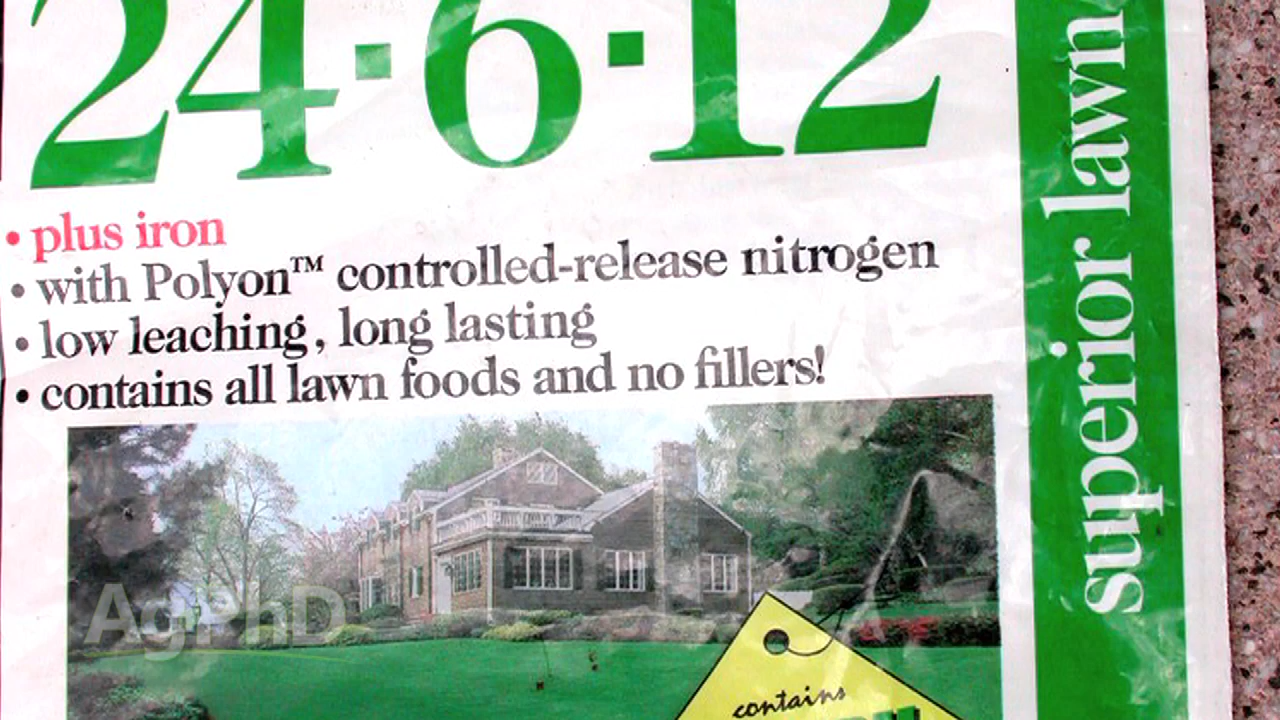 24·6·12
• plus iron
• with Polyon™ controlled-release nitrogen
• low leaching, long lasting
• contains all lawn foods and no fillers!
superior lawn
AgPhD
contains